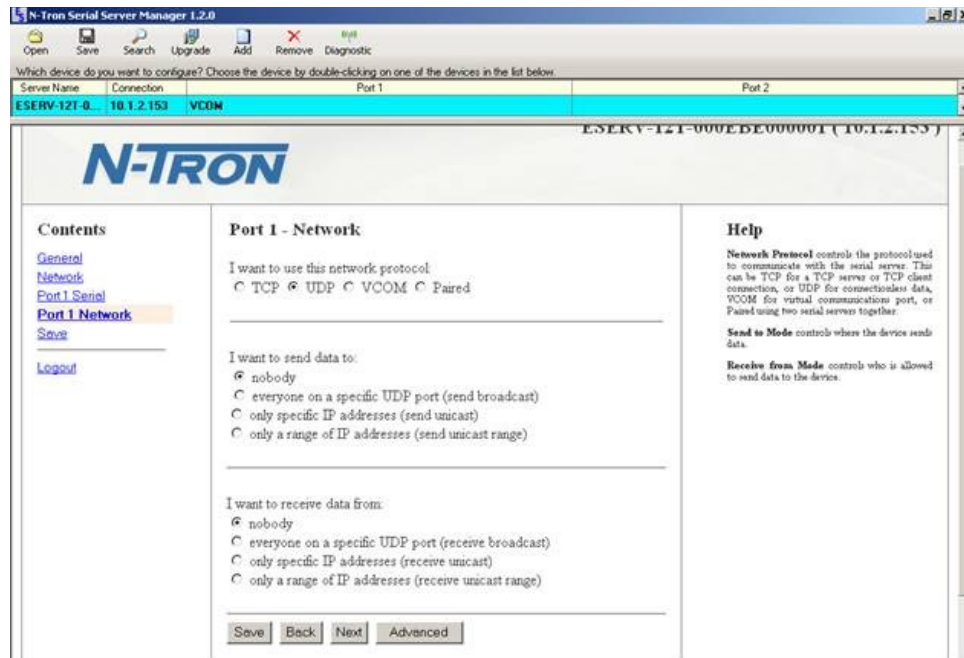 N-Tron Serial Server Manager 1.2.0
Open Save Search Upgrade Add Remove Diagnostic
Which device do you want to configure? Choose the device by double-clicking on one of the devices in the list below.
Server Name Connection Port 1 Port 2
ESERV-12T-0... 10.1.2.153 VCOM
ESERV-12T-000EBE000001 ( 10.1.2.153 )
N-TRON
Contents
General
Network
Port 1 Serial
Port 1 Network
Save
Logout
Port 1 - Network
I want to use this network protocol:
TCP UDP VCOM Paired
I want to send data to:
nobody
everyone on a specific UDP port (send broadcast)
only specific IP addresses (send unicast)
only a range of IP addresses (send unicast range)
I want to receive data from:
nobody
everyone on a specific UDP port (receive broadcast)
only specific IP addresses (receive unicast)
only a range of IP addresses (receive unicast range)
Save Back Next Advanced
Help
Network Protocol controls the protocol used
to communicate with the serial server. This
can be TCP for a TCP server or TCP client
connection, or UDP for connectionless data,
VCOM for virtual communications port, or
Paired using two serial servers together.
Send to Mode controls where the device sends
data.
Receive from Mode controls who is allowed
to send data to the device.